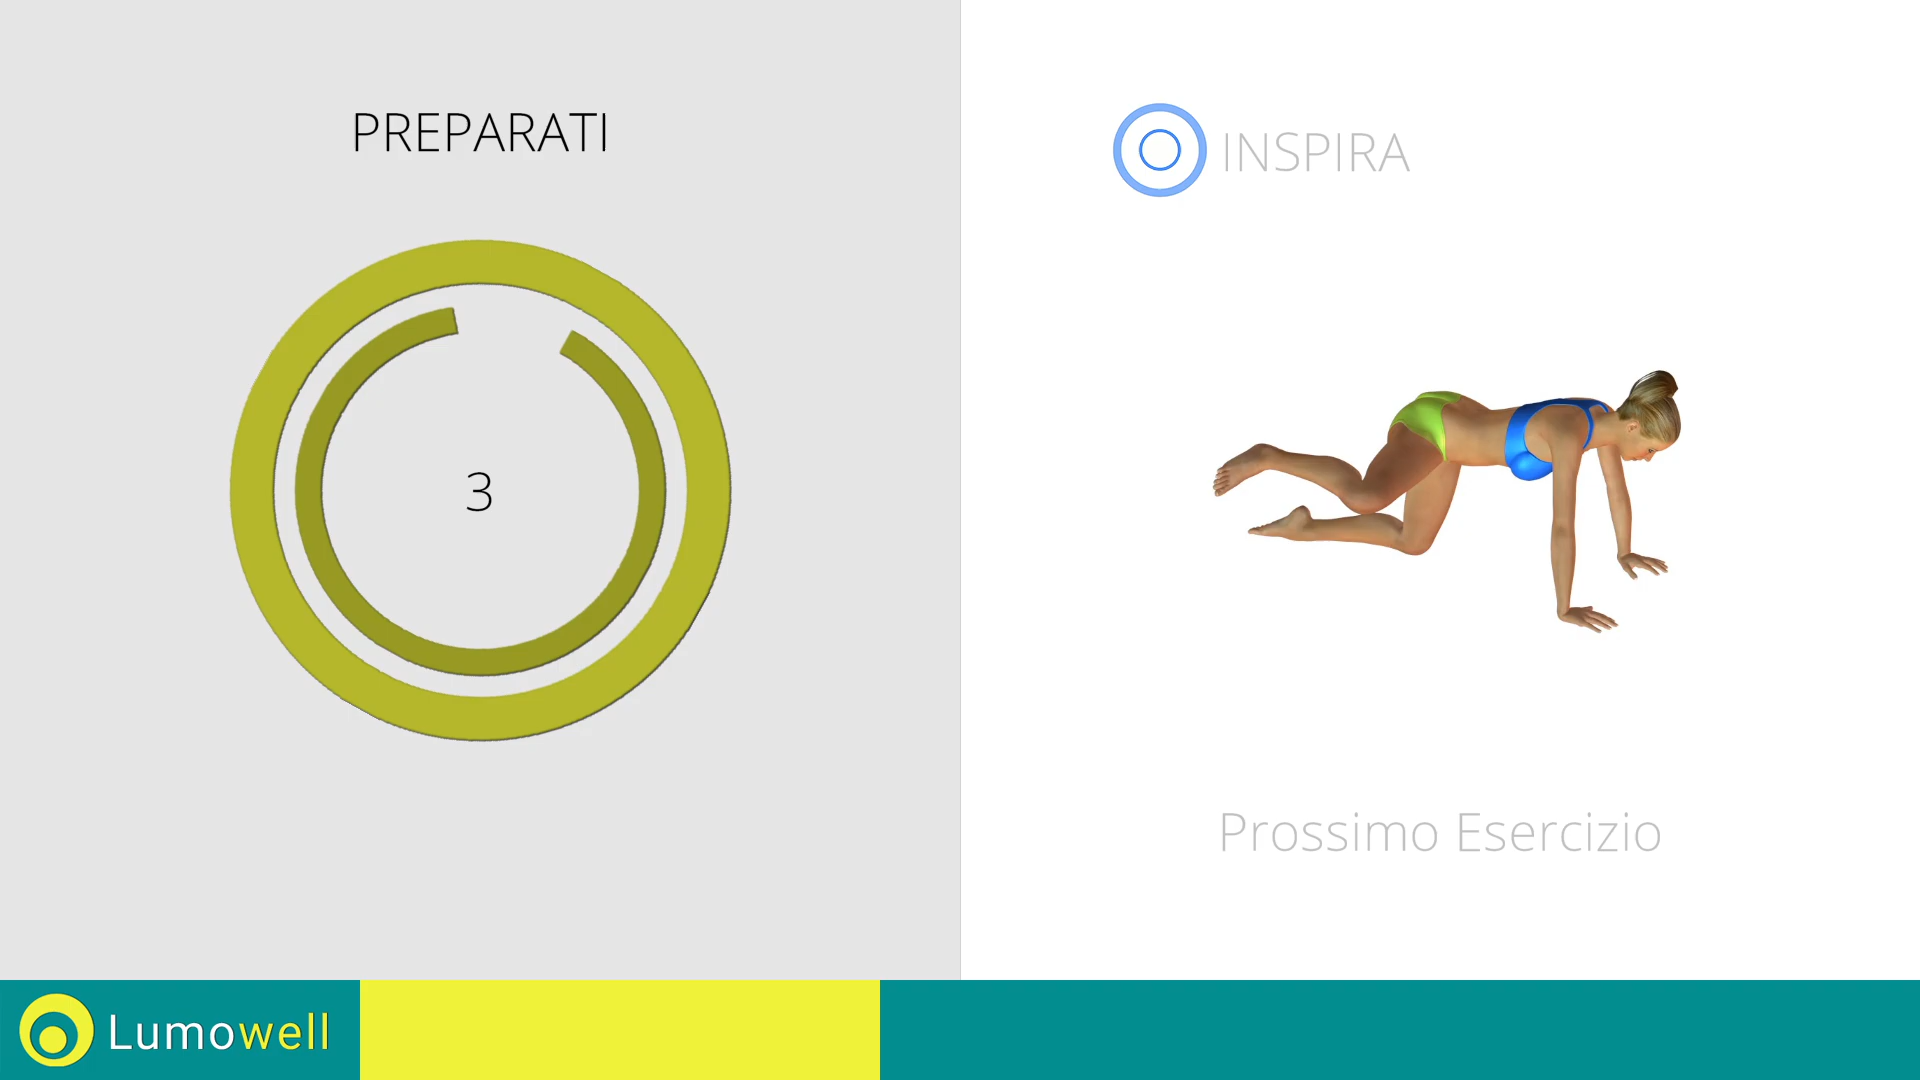 PREPARATI
3
INSPIRA
Prossimo Esercizio
Lumowell